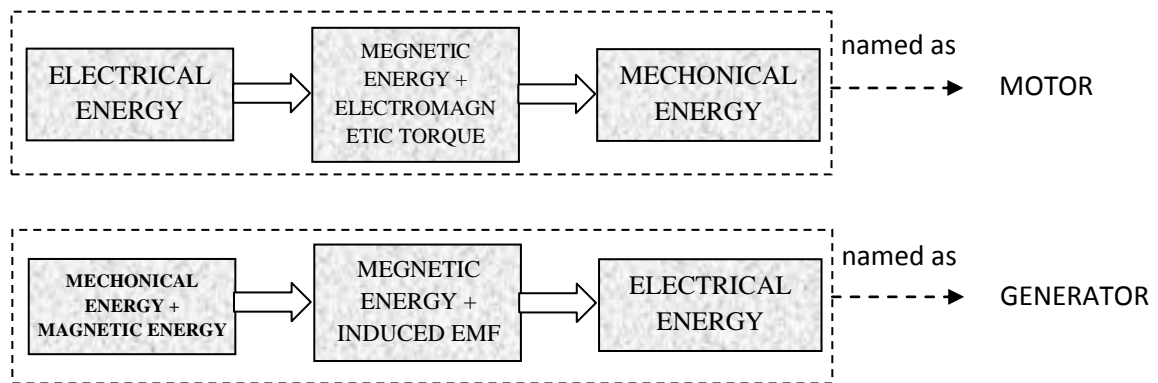 ELECTRICAL
ENERGY
MEGNETIC
ENERGY +
ELECTROMAGN
ETIC TORQUE
MECHONICAL
ENERGY
named as
MOTOR
MECHONICAL
ENERGY +
MAGNETIC ENERGY
MEGNETIC
ENERGY +
INDUCED EMF
ELECTRICAL
ENERGY
named as
GENERATOR